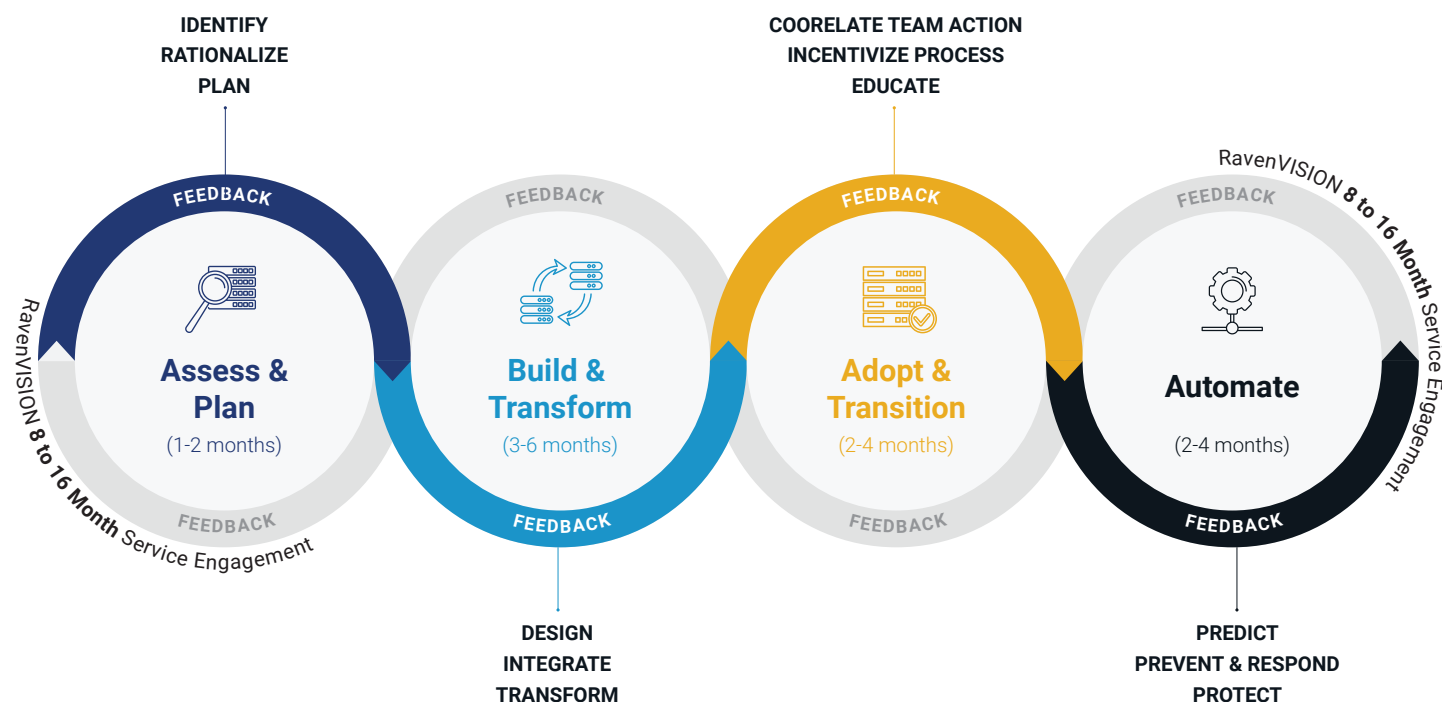 IDENTIFY
RATIONALIZE
PLAN
FEEDBACK
Assess &
Plan
(1-2 months)
FEEDBACK
RavenVISION 8 to 16 Month Service Engagement
FEEDBACK
Build &
Transform
(3-6 months)
FEEDBACK
DESIGN
INTEGRATE
TRANSFORM
COORELATE TEAM ACTION
INCENTIVIZE PROCESS
EDUCATE
FEEDBACK
Adopt &
Transition
(2-4 months)
FEEDBACK
RavenVISION 8 to 16 Month Service Engagement
FEEDBACK
Automate
(2-4 months)
FEEDBACK
PREDICT
PREVENT & RESPOND
PROTECT